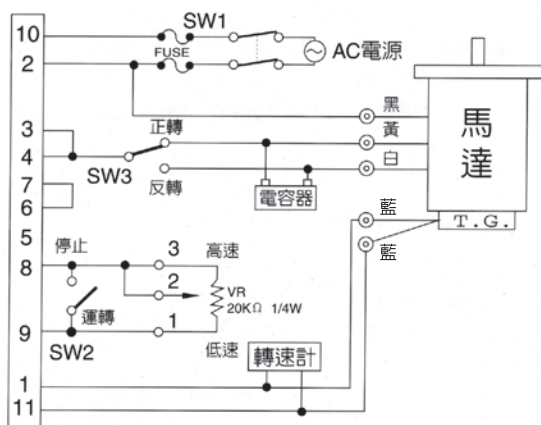 10
SW1
FUSE
AC電源
2
FUSE
黑
3
正轉
黃
馬達
4
白
SW3
7
反轉
電容器
6
藍
T.G.
5
停止
3 高速
藍
8
2
VR
20KΩ 1/4W
運轉
1
9
SW2
低速
轉速計
1
11